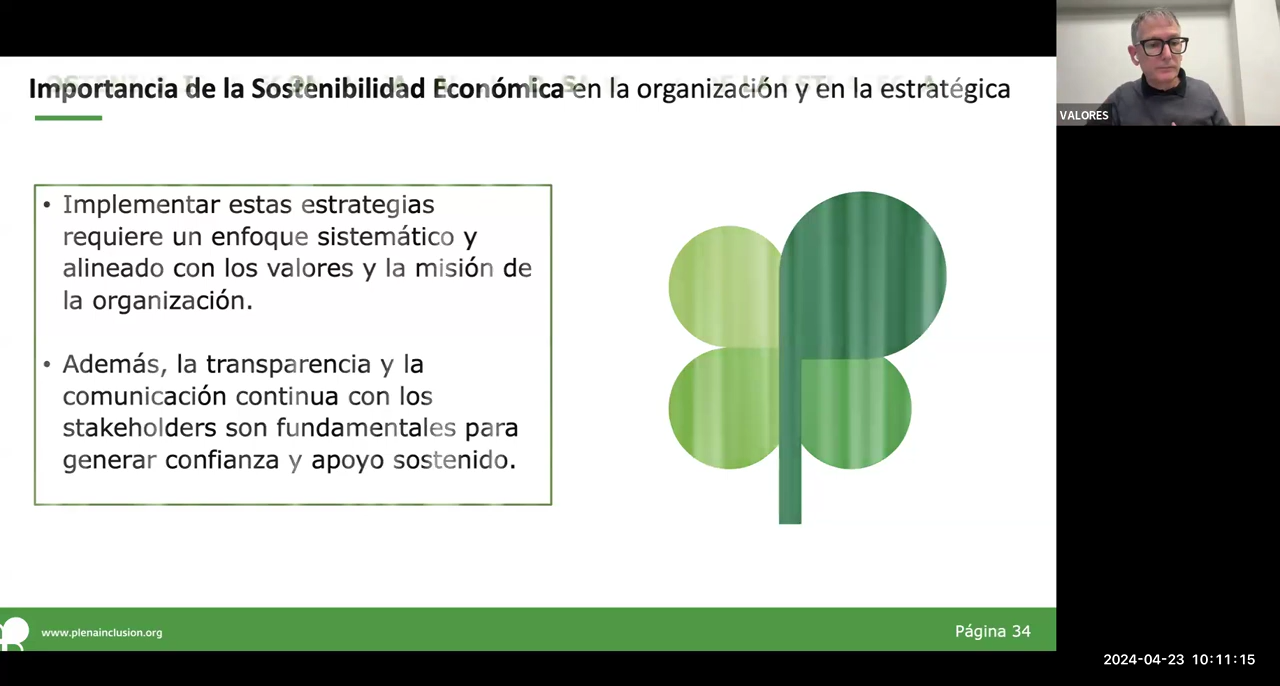 Importancia de la Sostenibilidad Económica en la organización y en la estratégica
VALORES
• Implementar estas estrategias
requiere un enfoque sistemático y
alineado con los valores y la misión de
la organización.
• Además, la transparencia y la
comunicación continua con los
stakeholders son fundamentales para
generar confianza y apoyo sostenido.
www.plenainclusion.org
Página 34
2024-04-23 10:11:15